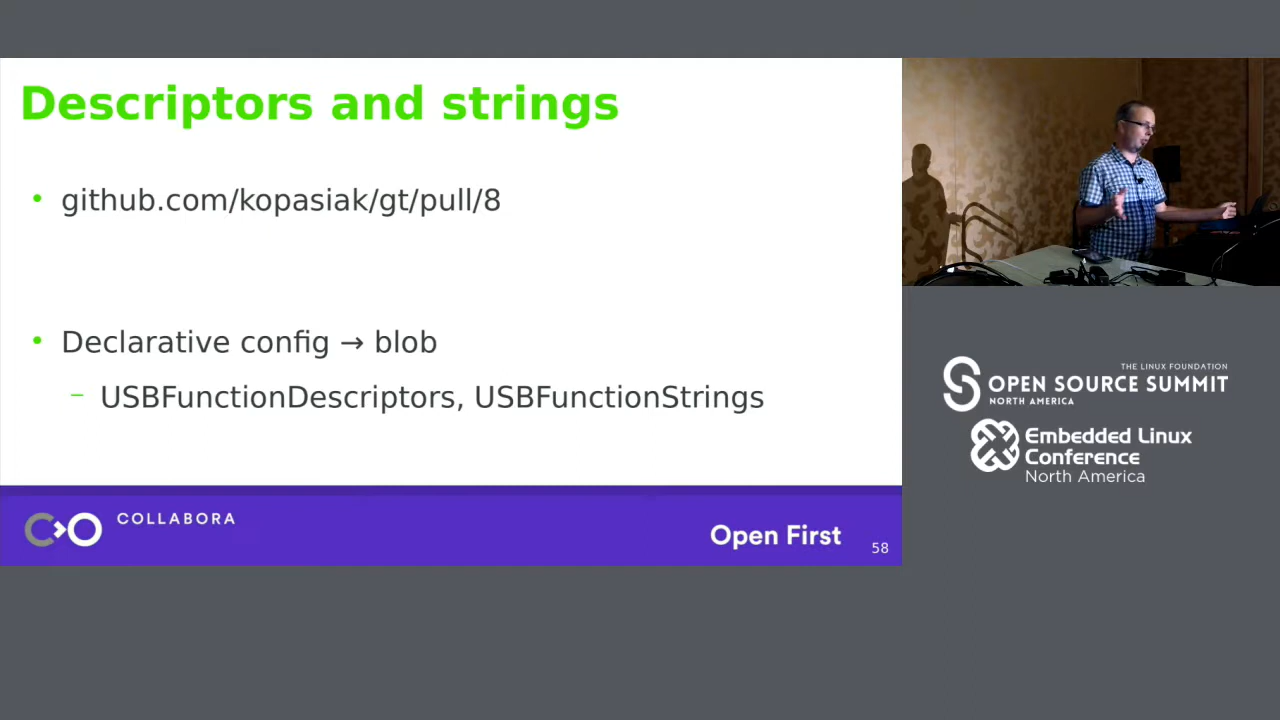 Descriptors and strings
• github.com/kopasiak/gt/pull/8
• Declarative config → blob
– USBFunctionDescriptors, USBFunctionStrings
COLLABORA
Open First
58
THE LINUX FOUNDATION
OPEN SOURCE SUMMIT
NORTH AMERICA
Embedded Linux
Conference
North America